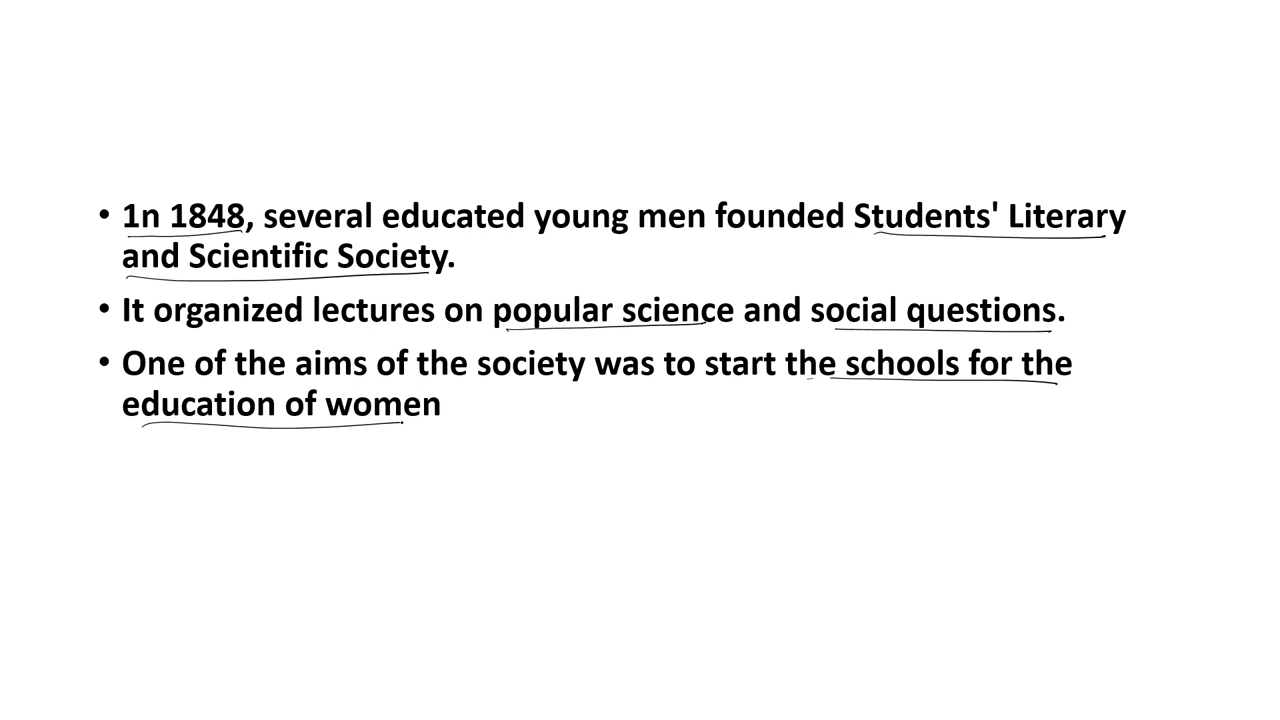 • 1n 1848, several educated young men founded Students' Literary
and Scientific Society.
• It organized lectures on popular science and social questions.
• One of the aims of the society was to start the schools for the
education of women